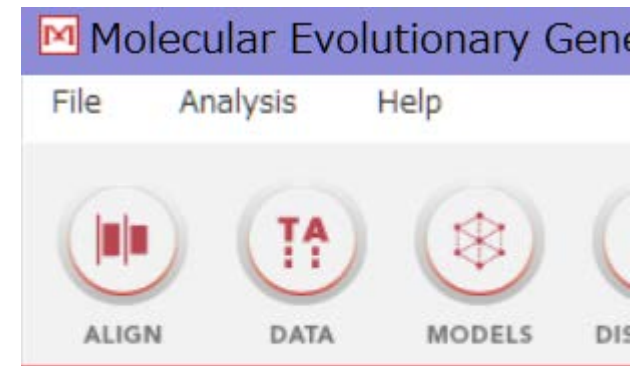 Molecular Evolutionary Gene
File Analysis Help
TA
ALIGN DATA MODELS DIS